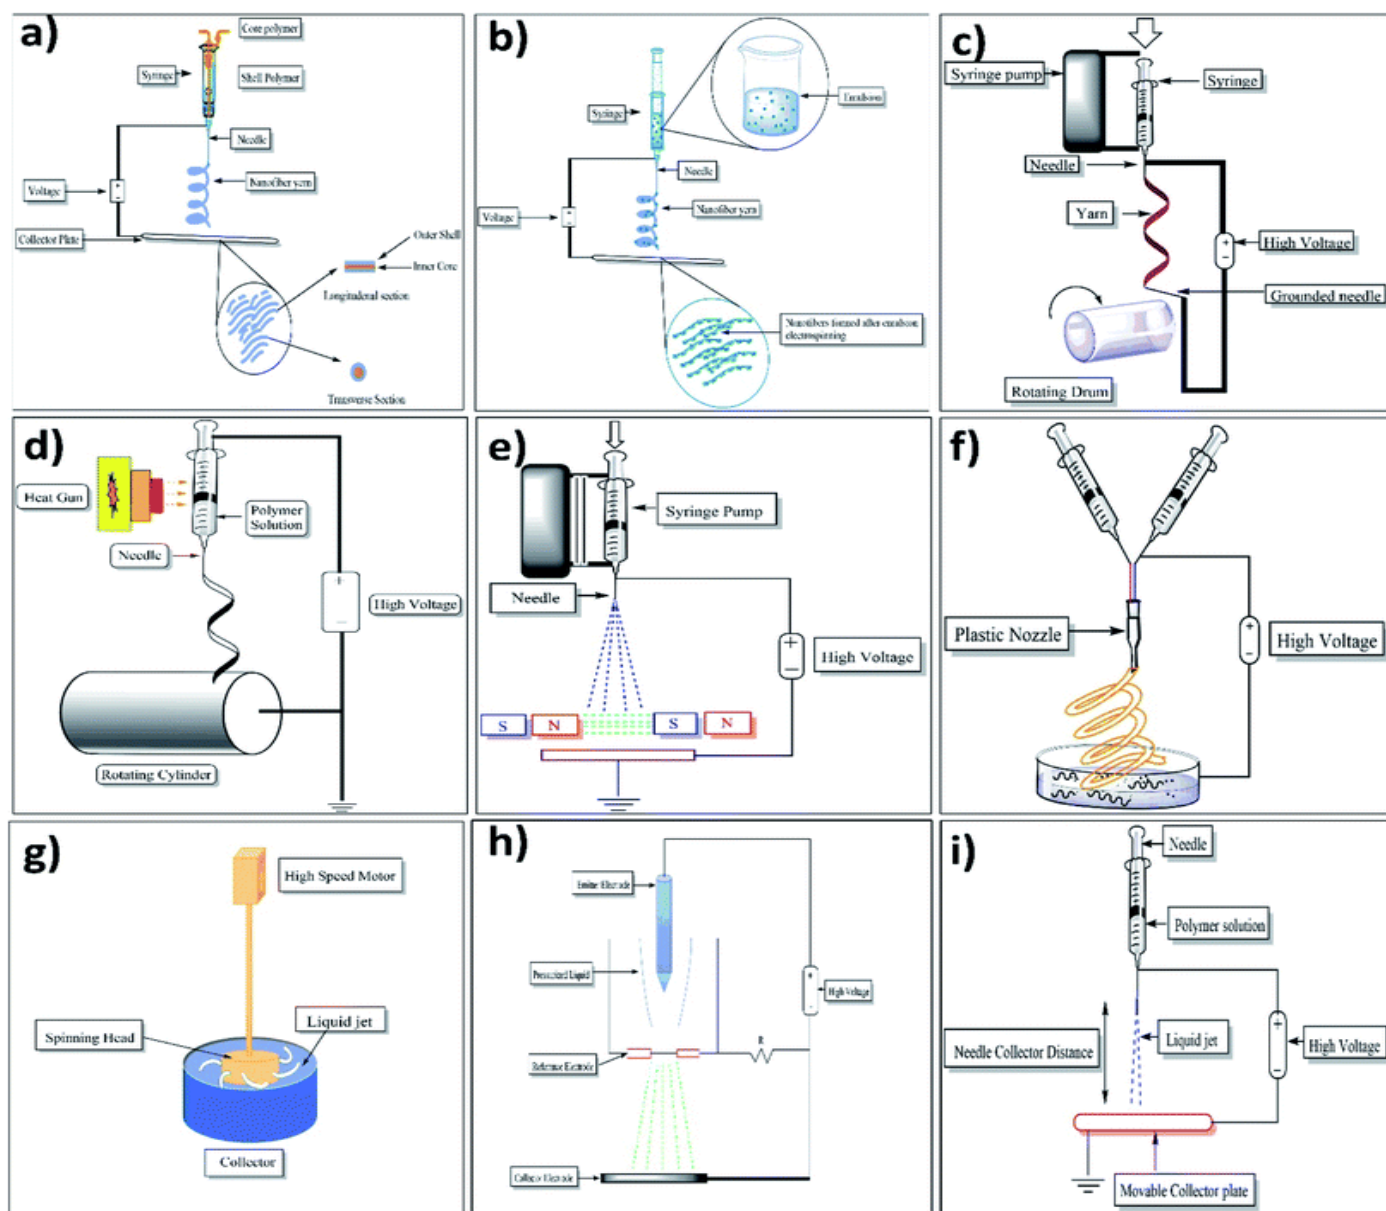 a)
Core polymer
Syringe
Shell Polymer
Needle
Nanofiber yern
Voltage
Collector Plate
Outer Shell
Inner Core
Longitudenal section
Transverse Section
b)
Emulsion
Syringe
Needle
Nanofiber yern
Voltage
Nanofibers formed after emulsion
electrospinning
c)
Syringe pump
Syringe
Needle
Yarn
High Voltage
Grounded needle
Rotating Drum
d)
Heat Gun
Polymer
Solution
Needle
+
High Voltage
−
Rotating Cylinder
e)
Syringe Pump
Needle
+
High Voltage
−
S N S N
f)
Plastic Nozzle
+
High Voltage
−
g)
High Speed Motor
Liquid jet
Spinning Head
Collector
h)
Emitter Electrode
Pressurized Liquid
+
High Voltage
R
Reference Electrode
Collector Electrode
i)
Needle
Polymer solution
Needle Collector Distance
Liquid jet
+
High Voltage
−
Movable Collector plate